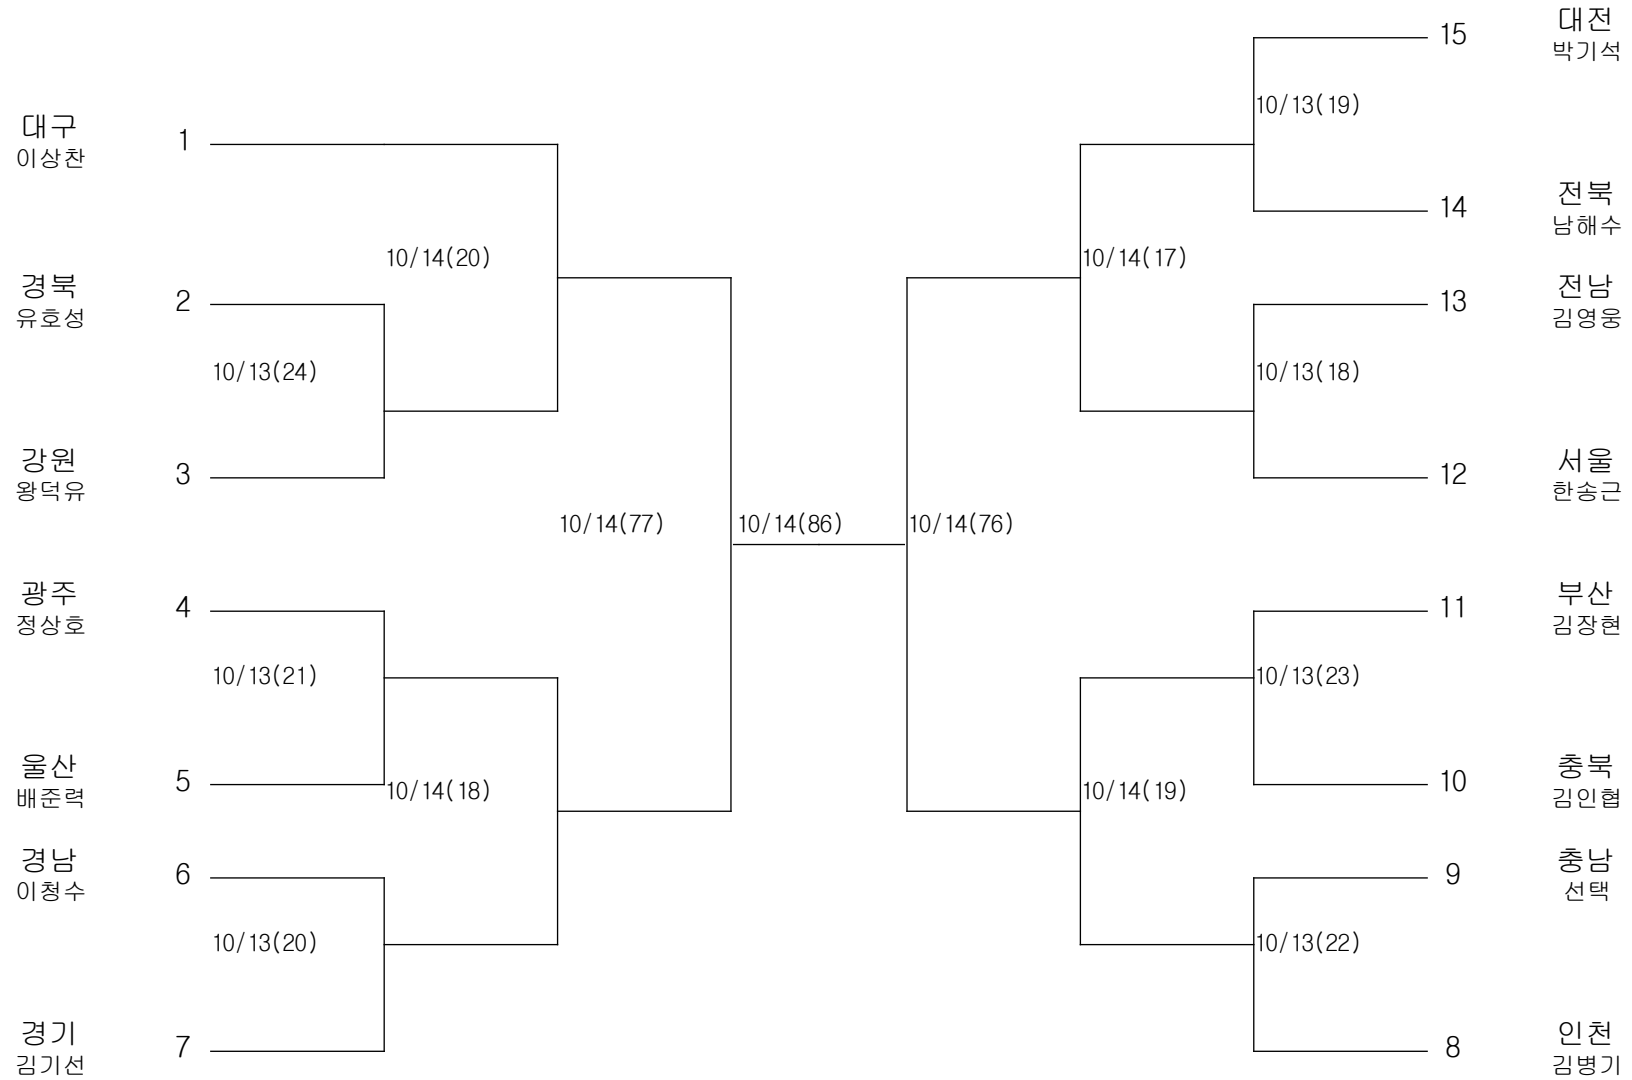 대구
이상찬
1
경북
유호성
2
10/14(20)
10/13(24)
강원
왕덕유
3
10/14(77)
10/14(86)
10/14(76)
광주
정상호
4
10/13(21)
울산
배준력
5
10/14(18)
경남
이청수
6
10/13(20)
경기
김기선
7
15
대전
박기석
10/13(19)
14
전북
남해수
10/14(17)
13
전남
김영웅
10/13(18)
12
서울
한송근
11
부산
김장현
10/13(23)
10
충북
김인협
10/14(19)
9
충남
선택
10/13(22)
8
인천
김병기